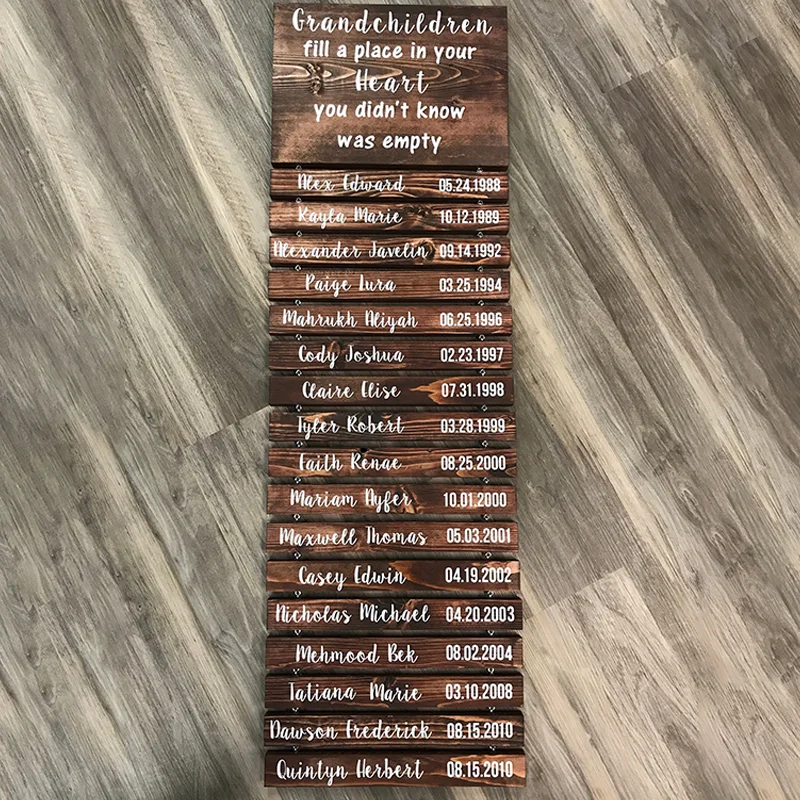 Grandchildren
fill a place in your
Heart
you didn't know
was empty
Alex Edward 05.24.1988
Kayla Marie 10.12.1989
Alexander Javelin 09.14.1992
Paige Lura 03.25.1994
Mahrukh Aliyah 06.25.1996
Cody Joshua 02.23.1997
Claire Elise 07.31.1998
Tyler Robert 03.28.1999
Faith Renae 08.25.2000
Mariam Ayfer 10.01.2000
Maxwell Thomas 05.03.2001
Casey Edwin 04.19.2002
Nicholas Michael 04.20.2003
Mehmood Bek 08.02.2004
Tatiana Marie 03.10.2008
Dawson Frederick 08.15.2010
Quintyn Herbert 08.15.2010